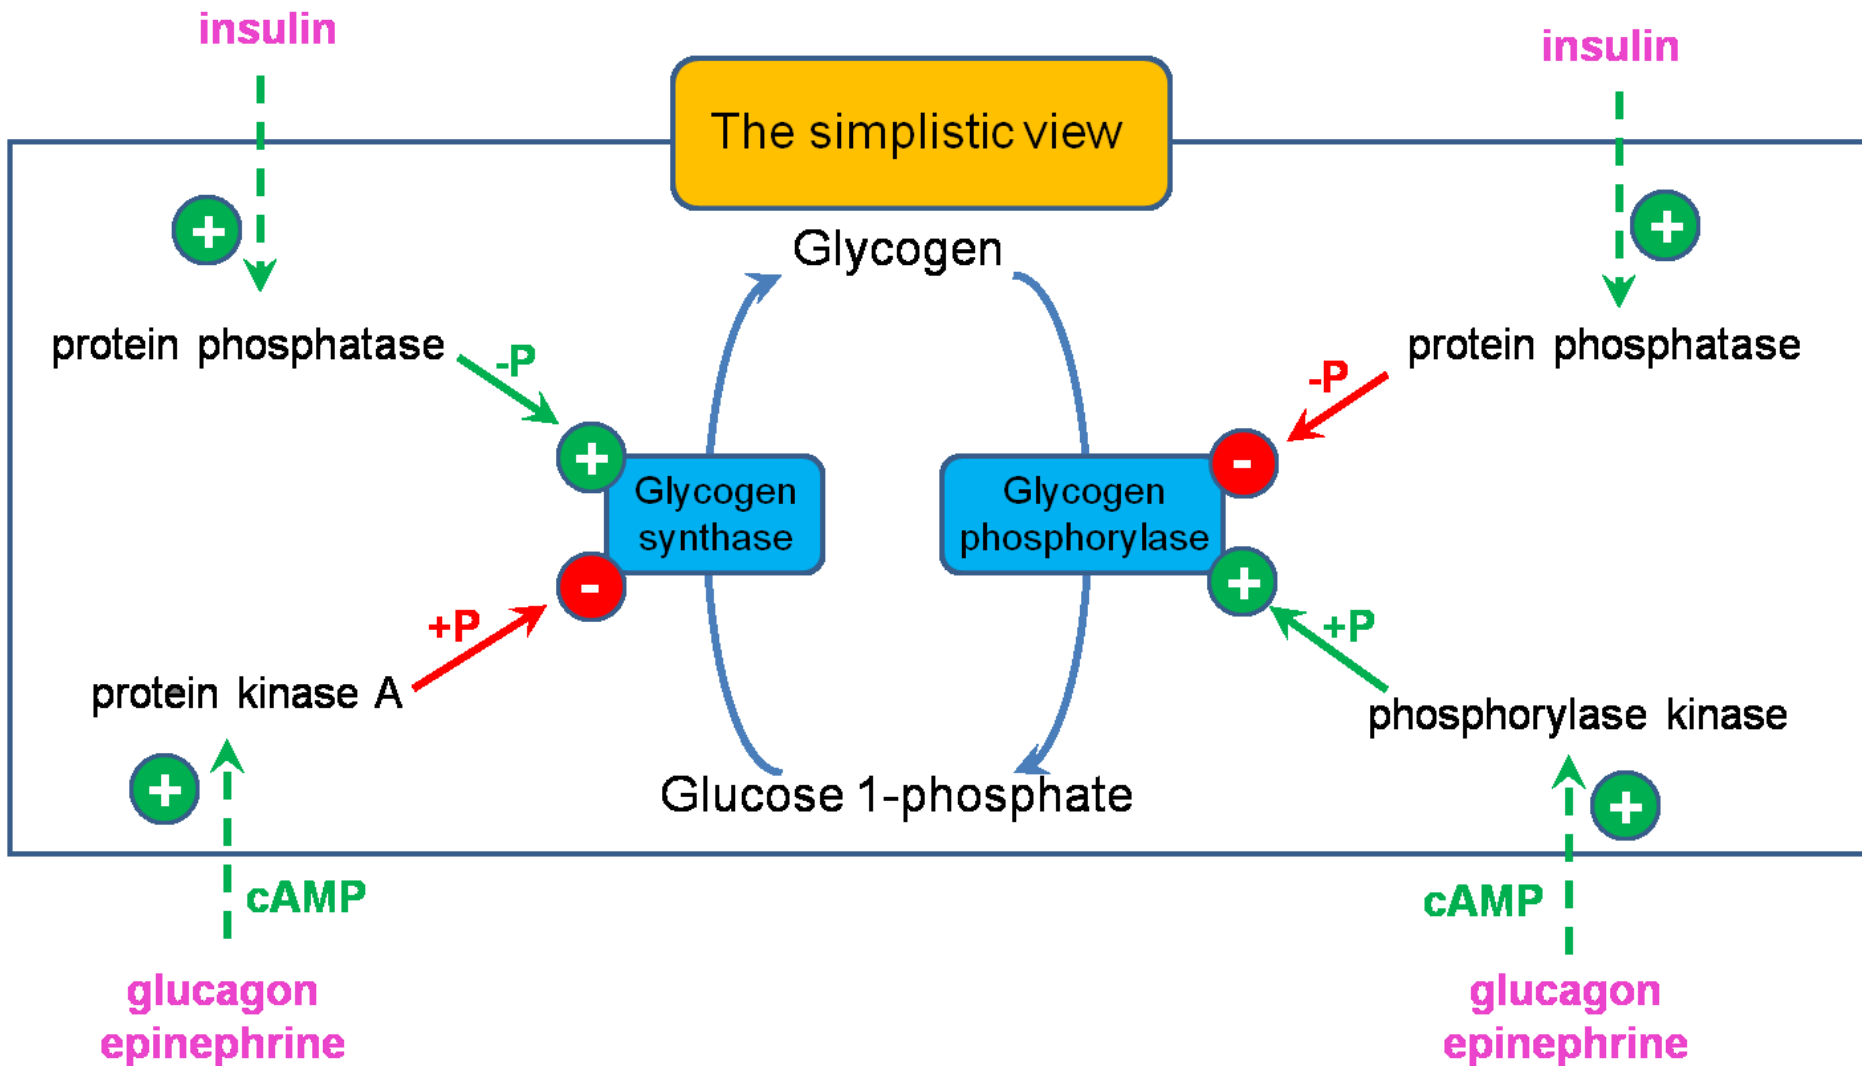 insulin
insulin
The simplistic view
+
+
Glycogen
protein phosphatase
protein phosphatase
-P
-P
+
-
Glycogen
synthase
Glycogen
phosphorylase
-
+
+P
+P
protein kinase A
phosphorylase kinase
+
Glucose 1-phosphate
+
cAMP
cAMP
glucagon
epinephrine
glucagon
epinephrine